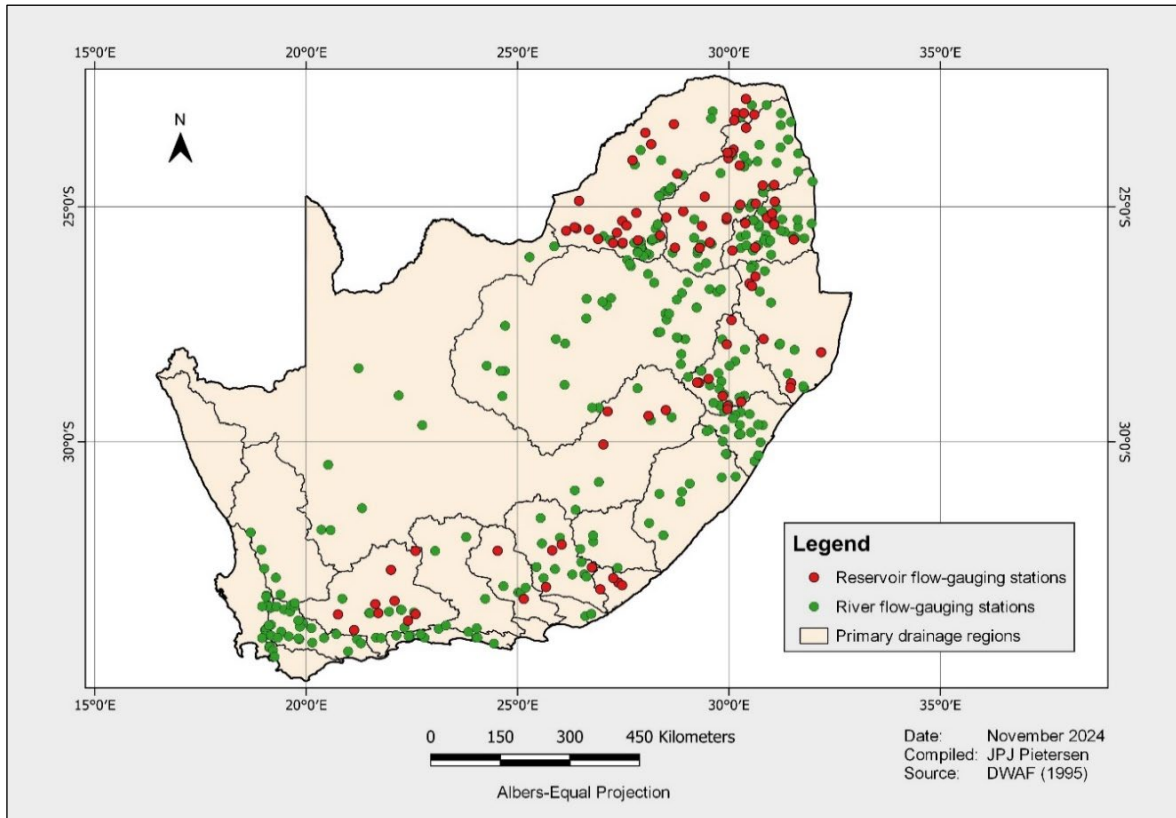 15°0'E 20°0'E 25°0'E 30°0'E 35°0'E
N
25°0'S 25°0'S
30°0'S 30°0'S
Legend
Reservoir flow-gauging stations
River flow-gauging stations
Primary drainage regions
15°0'E 20°0'E 25°0'E 30°0'E 35°0'E
0 150 300 450 Kilometers
Albers-Equal Projection
Date: November 2024
Compiled: JPJ Pietersen
Source: DWAF (1995)